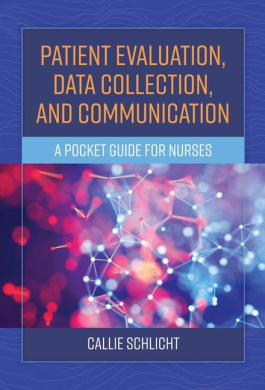 PATIENT EVALUATION,
DATA COLLECTION,
AND COMMUNICATION
A POCKET GUIDE FOR NURSES
CALLIE SCHLICHT